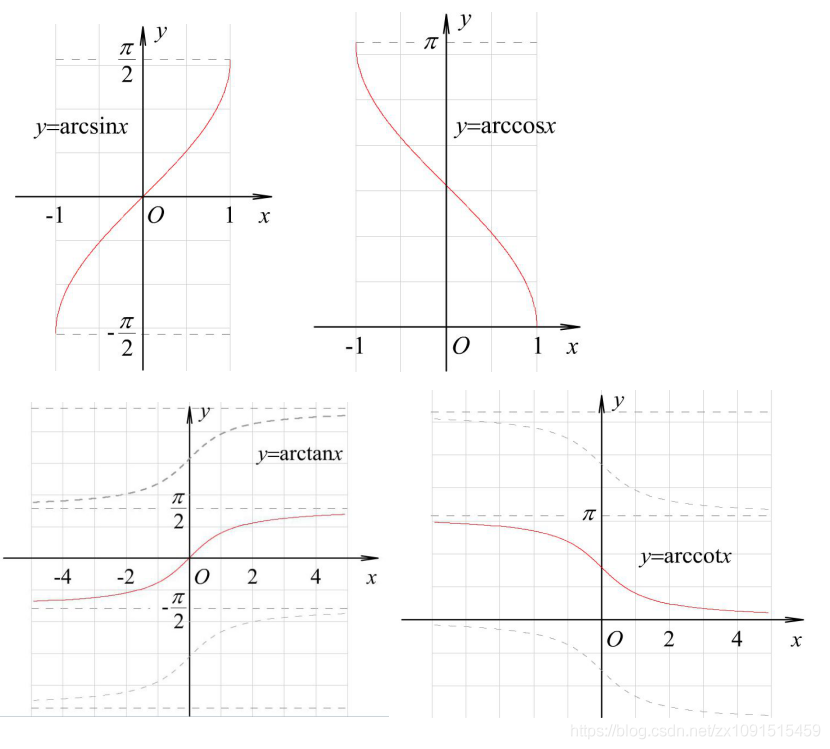 y
π/2
y=arcsinx
-1 O 1 x
-π/2
y
π
y=arccosx
-1 O 1 x
y
y=arctanx
π/2
-4 -2 O 2 4 x
-π/2
y
π
y=arccotx
O 2 4 x
https://blog.csdn.net/zx1091515459